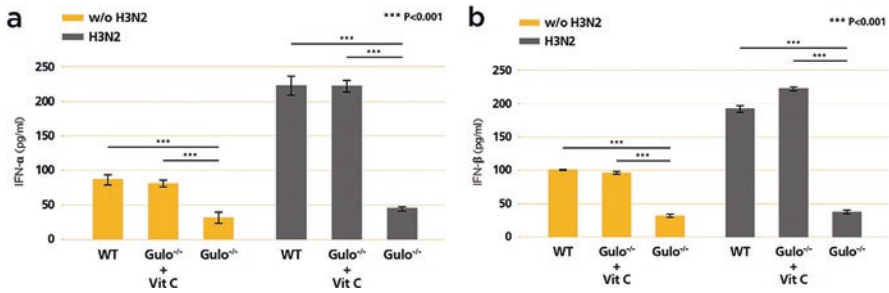 a
w/o H3N2
H3N2
*** P<0.001
IFN-α (pg/ml)
250
200
150
100
50
0
***
***
***
***
WT
Gulo-/-
+
Vit C
Gulo-/-
WT
Gulo-/-
+
Vit C
Gulo-/-
b
w/o H3N2
H3N2
*** P<0.001
IFN-β (pg/ml)
250
200
150
100
50
0
***
***
***
***
WT
Gulo-/-
+
Vit C
Gulo-/-
WT
Gulo-/-
+
Vit C
Gulo-/-